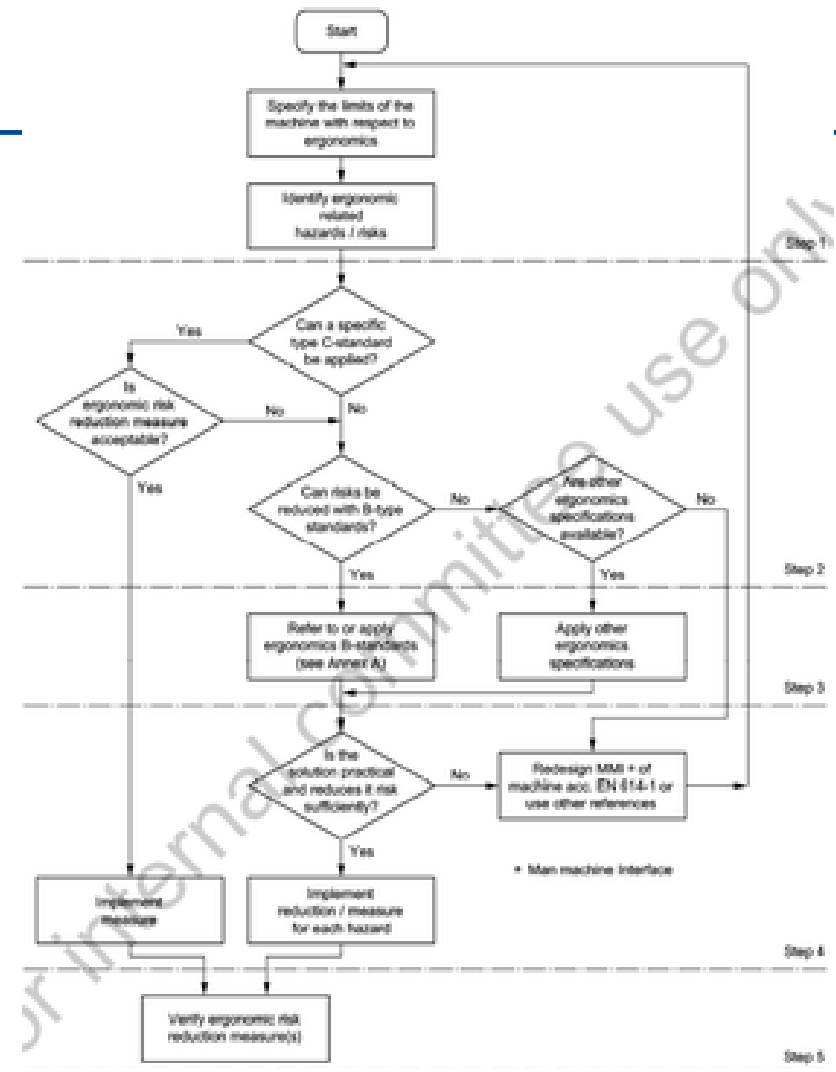 Start
Specify the limits of the
machine with respect to
ergonomics
Identify ergonomic
related
hazards / risks
Step 1
Can a specific
type C-standard
be applied?
Yes
No
Is
ergonomic risk
reduction measure
acceptable?
No
Yes
Can risks be
reduced with B-type
standards?
No
Yes
Are other
ergonomics
specifications
available?
No
Yes
Step 2
Refer to or apply
ergonomics B-standards
(see Annex A)
Apply other
ergonomics
specifications
Step 3
Is the
solution practical
and reduces it risk
sufficiently?
No
Yes
Redesign MMI * of
machine acc. EN 614-1 or
use other references
* Man machine Interface
Implement
measure
Implement
reduction / measure
for each hazard
Step 4
Verify ergonomic risk
reduction measure(s)
Step 5
or internal committee use only